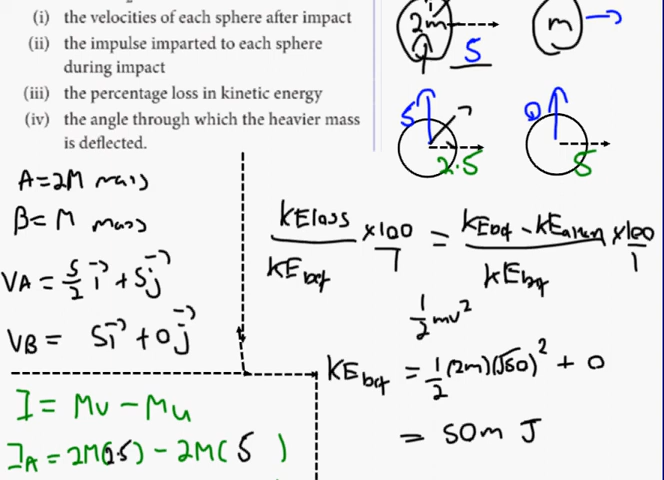 (i) the velocities of each sphere after impact
(ii) the impulse imparted to each sphere
during impact
(iii) the percentage loss in kinetic energy
(iv) the angle through which the heavier mass
is deflected.
2m
m
5
5
2.5
0
5
A=2M mass
B= M mass
VA = 5/2 i + 5j
VB = 5i + 0j
I = Mv - Mu
IA = 2M(2.5) - 2M( 5 )
KEloss/KEbef x100/1 = KEbef - KEafter/KEbef x100/1
1/2 mv²
KEbef = 1/2 (2m)(√50)² + 0
= 50m J